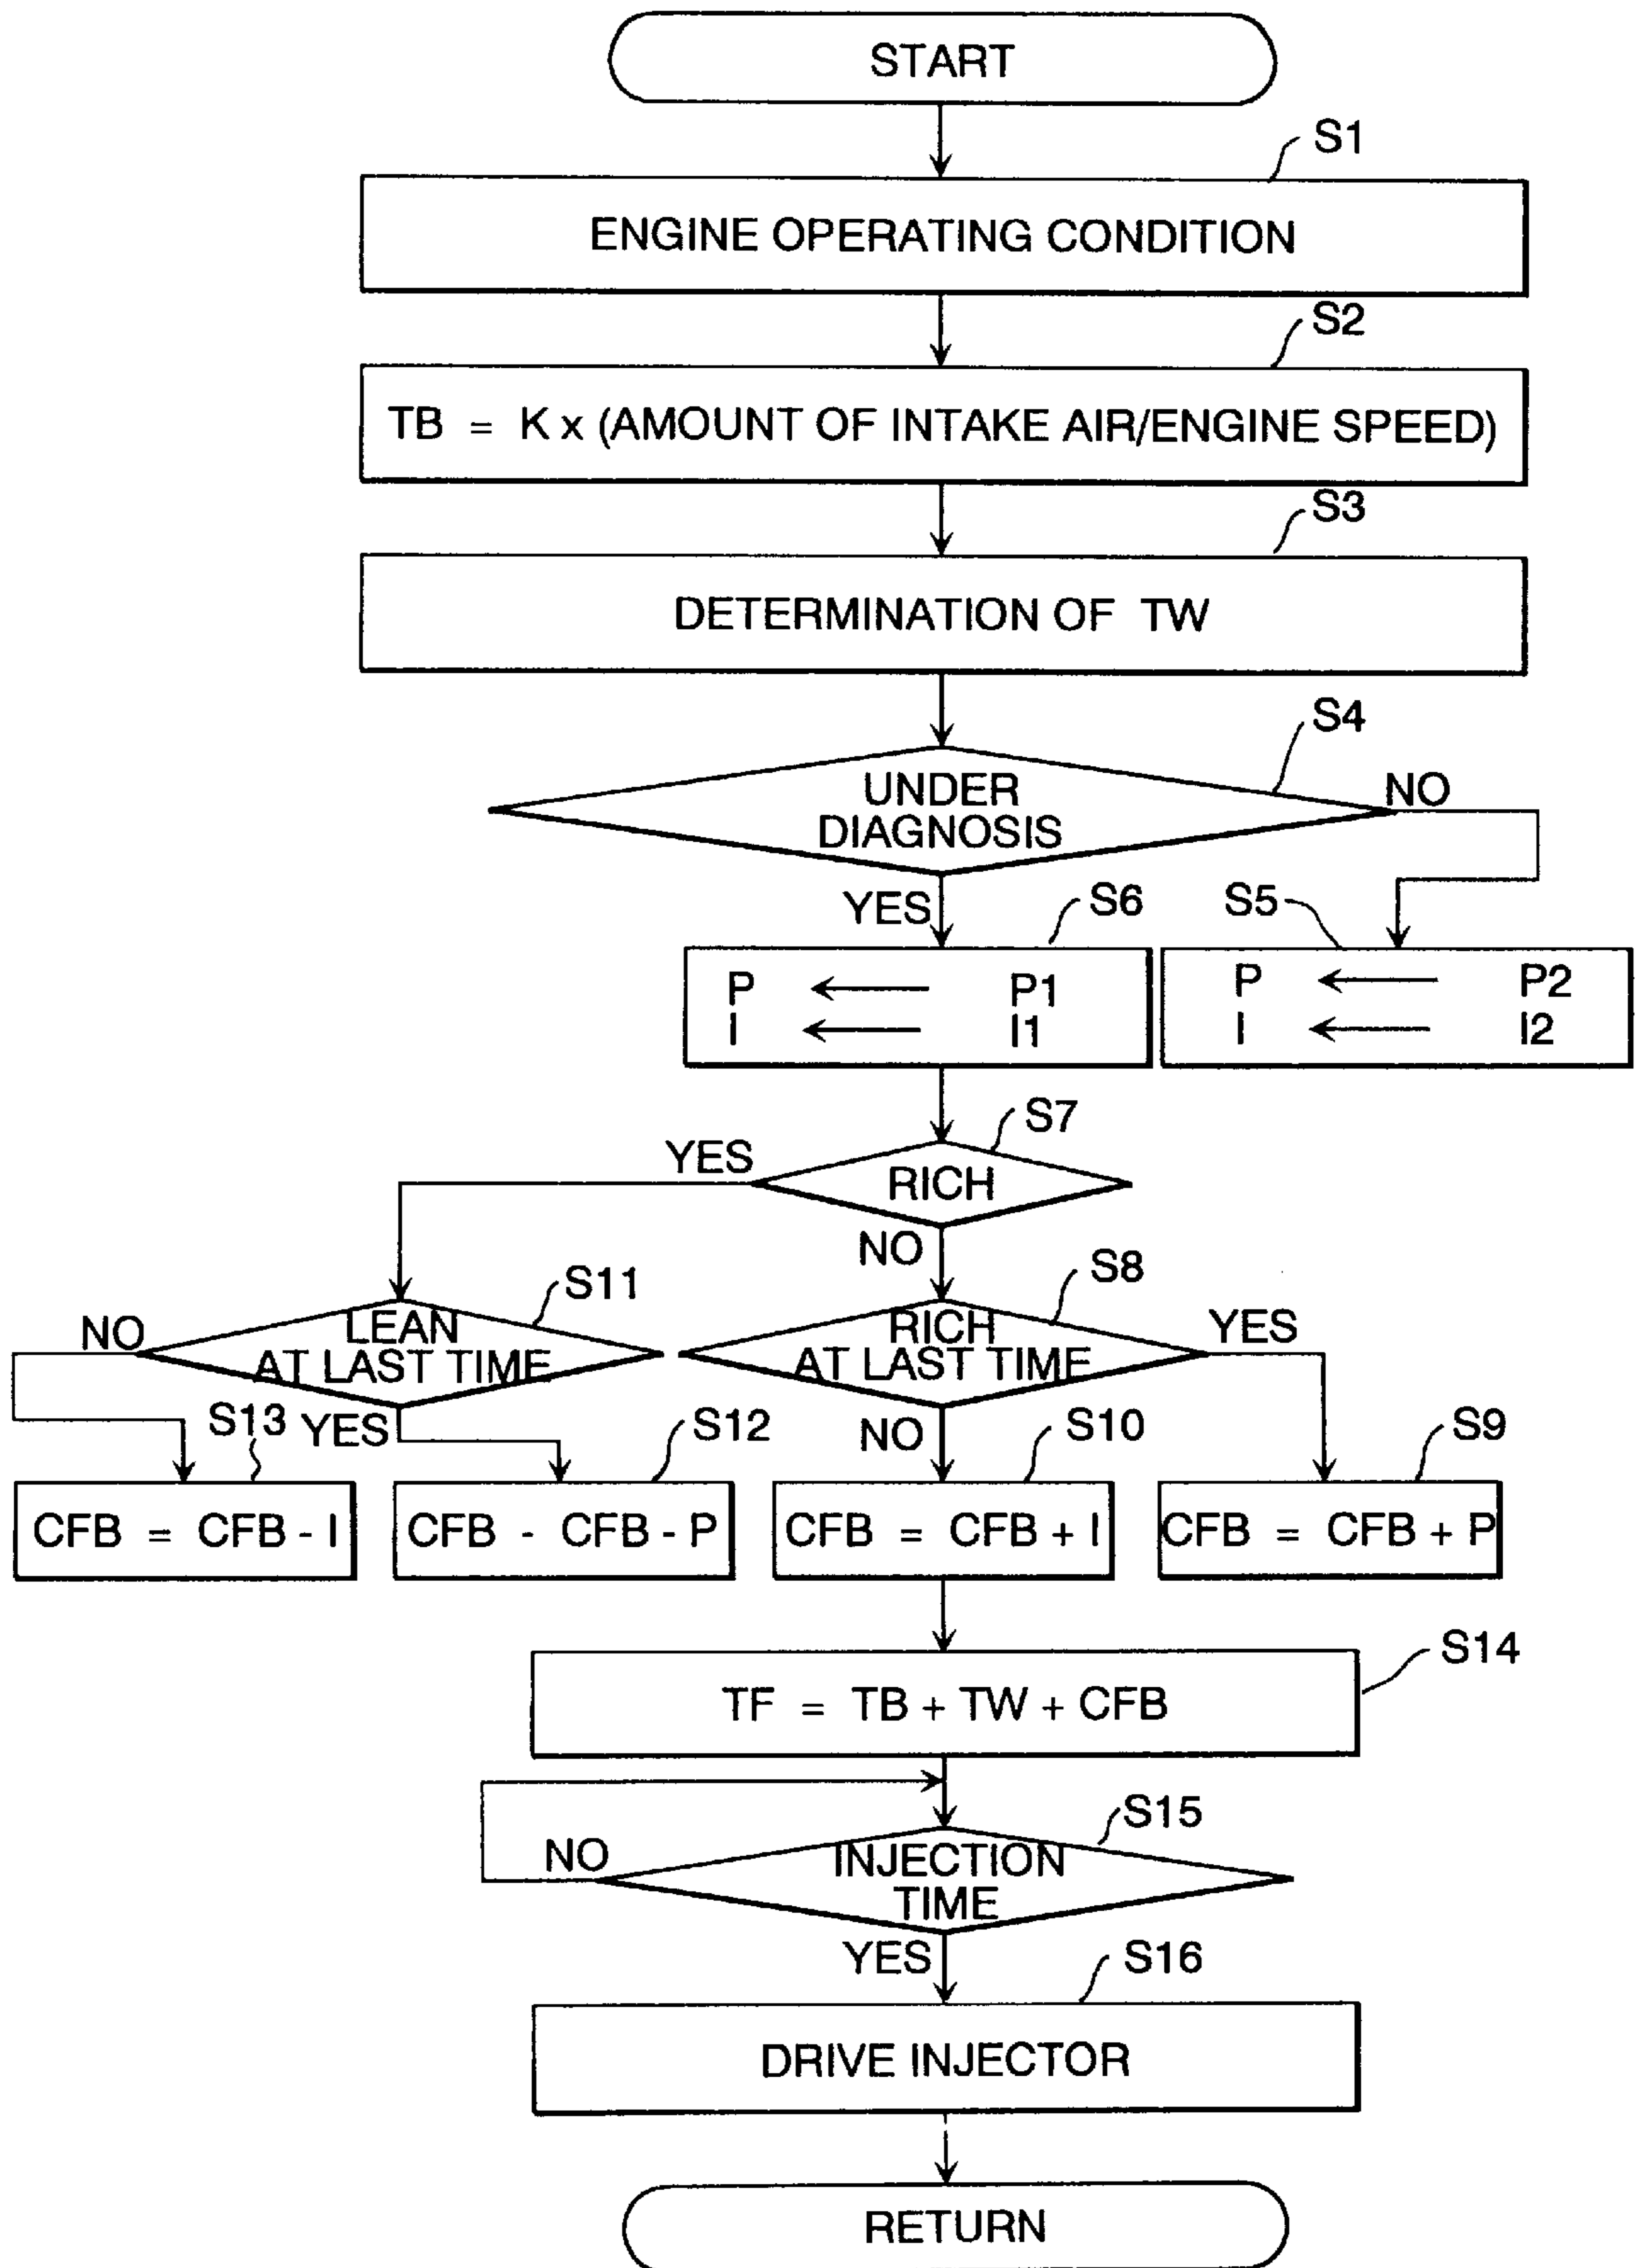 START
S1
ENGINE OPERATING CONDITION
S2
TB = K x (AMOUNT OF INTAKE AIR/ENGINE SPEED)
S3
DETERMINATION OF TW
S4
UNDER
DIAGNOSIS
NO
YES
S6
S5
P ← P1
I ← I1
P ← P2
I ← I2
S7
YES
RICH
NO
S11
S8
NO
LEAN
AT LAST TIME
RICH
AT LAST TIME
YES
S13
YES
S12
NO
S10
S9
CFB = CFB - I
CFB - CFB - P
CFB = CFB + I
CFB = CFB + P
S14
TF = TB + TW + CFB
S15
NO
INJECTION
TIME
YES
S16
DRIVE INJECTOR
RETURN